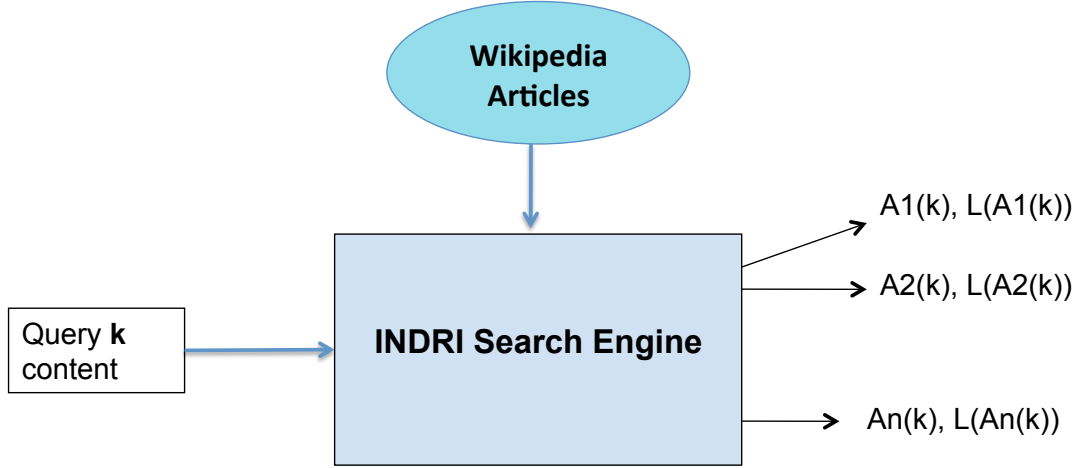 Wikipedia
Articles
A1(k), L(A1(k))
A2(k), L(A2(k))
Query k
content
INDRI Search Engine
An(k), L(An(k))